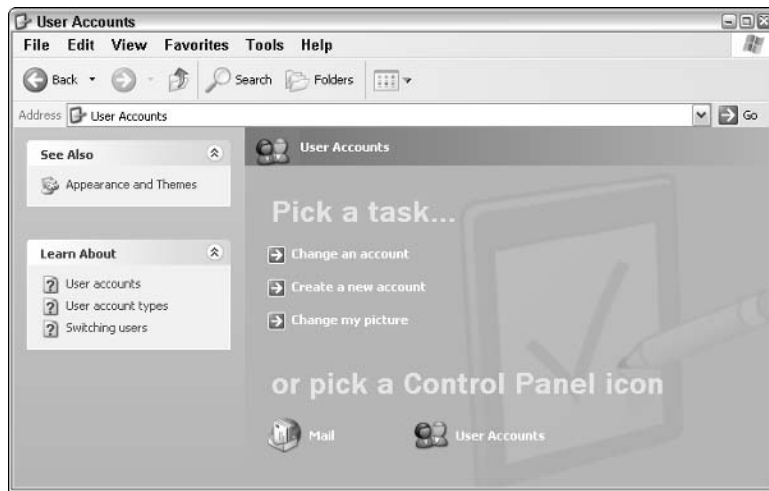 User Accounts
File Edit View Favorites Tools Help
Back Search Folders
Address User Accounts Go
See Also
Appearance and Themes
Learn About
User accounts
User account types
Switching users
User Accounts
Pick a task...
Change an account
Create a new account
Change my picture
or pick a Control Panel icon
Mail User Accounts